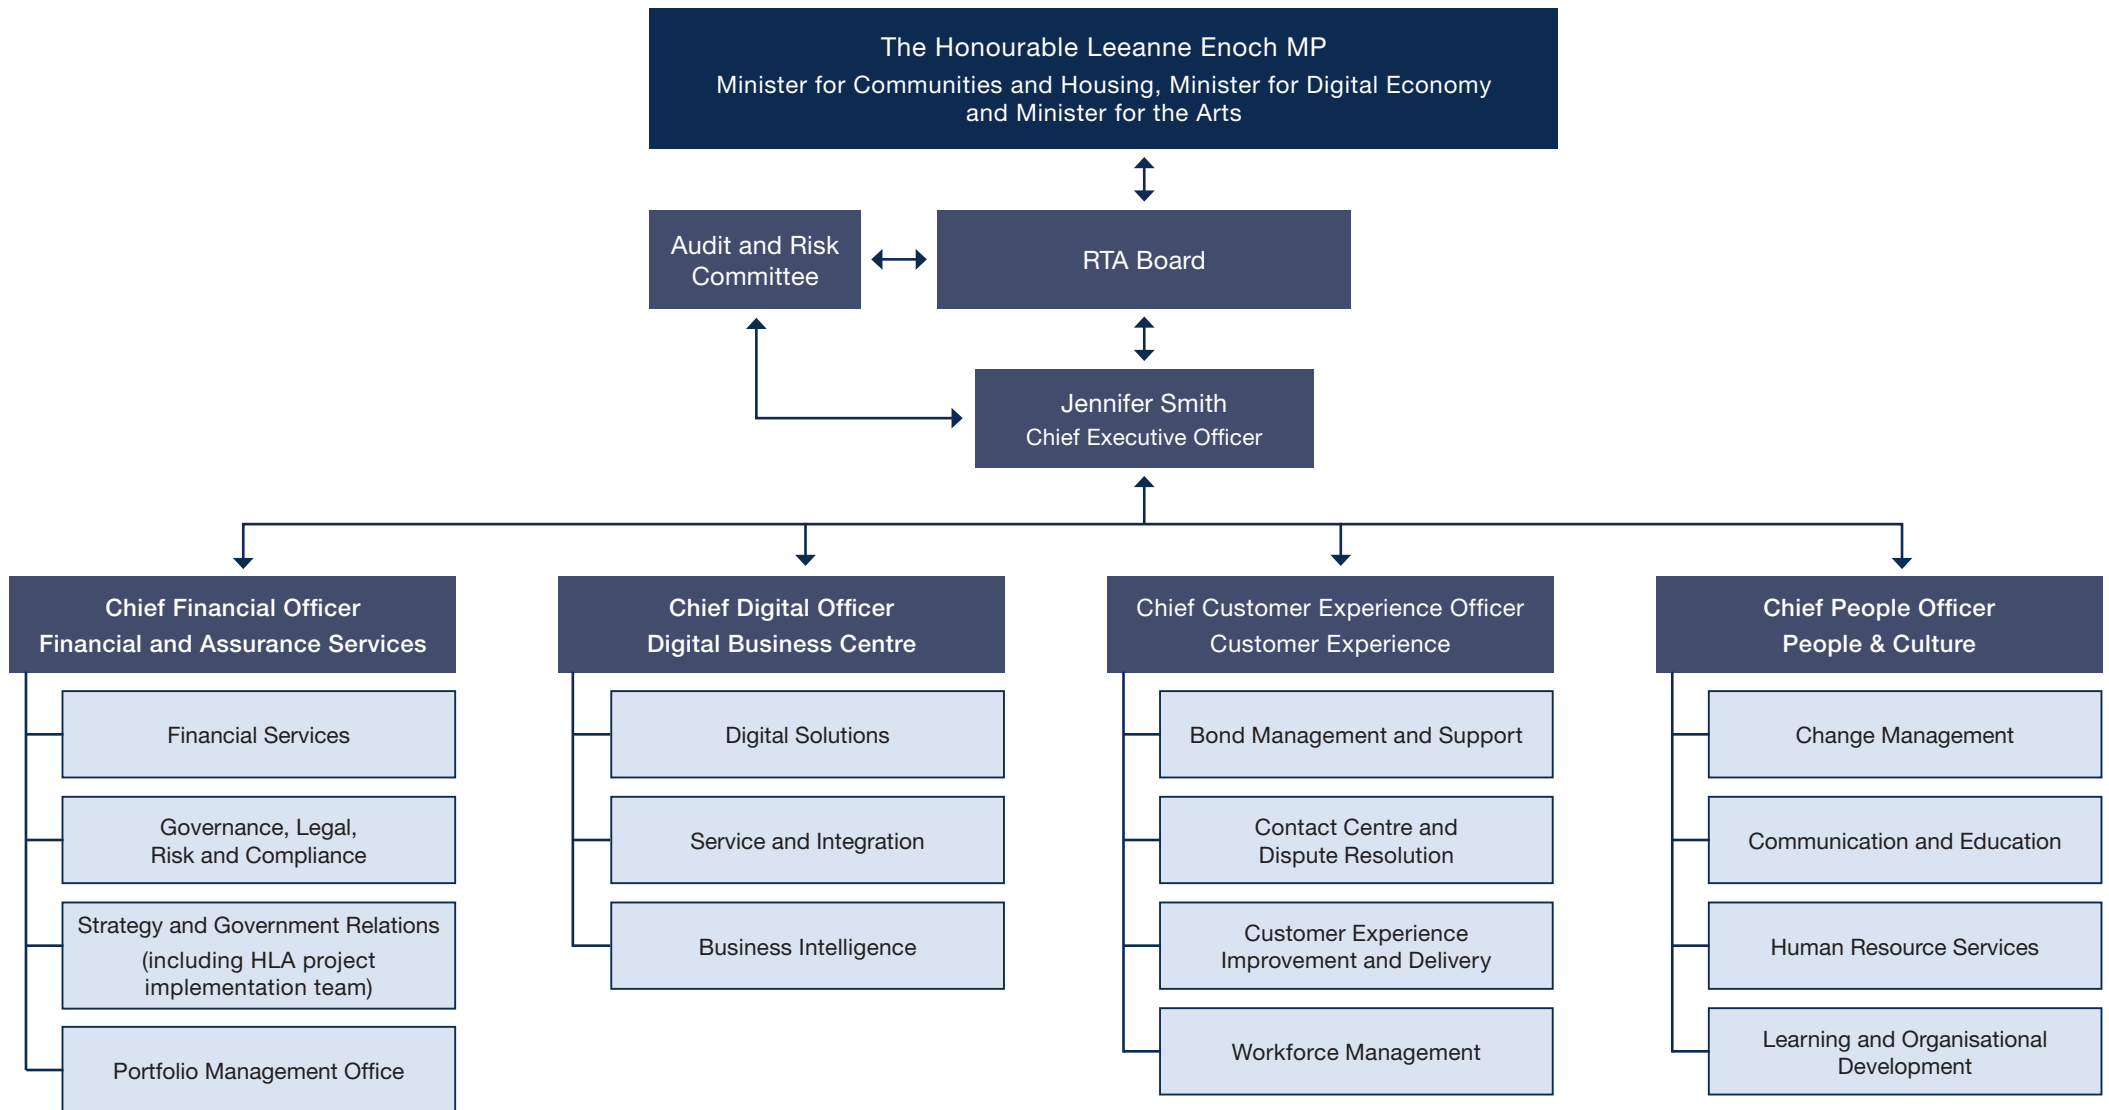 The Honourable Leeanne Enoch MP
Minister for Communities and Housing, Minister for Digital Economy
and Minister for the Arts
Audit and Risk
Committee
RTA Board
Jennifer Smith
Chief Executive Officer
Chief Financial Officer
Financial and Assurance Services
Financial Services
Governance, Legal,
Risk and Compliance
Strategy and Government Relations
(including HLA project
implementation team)
Portfolio Management Office
Chief Digital Officer
Digital Business Centre
Digital Solutions
Service and Integration
Business Intelligence
Chief Customer Experience Officer
Customer Experience
Bond Management and Support
Contact Centre and
Dispute Resolution
Customer Experience
Improvement and Delivery
Workforce Management
Chief People Officer
People & Culture
Change Management
Communication and Education
Human Resource Services
Learning and Organisational
Development